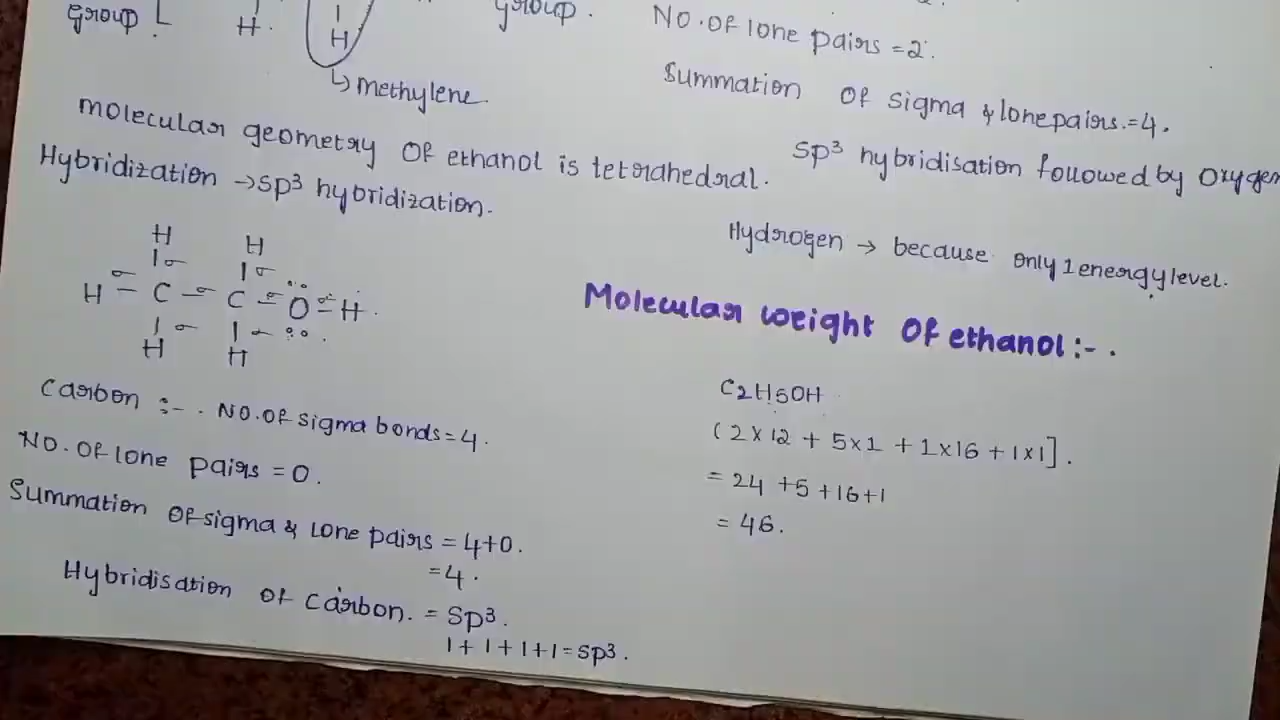 Group :
H.
H
↳ methylene.
molecular geometry of ethanol is tetrahedral.
Hybridization → sp³ hybridization.
H H
| σ | σ
H σ– C – σ C – σ O σ– H.
| σ | σ
H H
Carbon :- . NO. OF sigma bonds = 4.
NO. OF lone pairs = 0.
Summation OF sigma & lone pairs = 4+0.
= 4.
Hybridisation of carbon. = Sp³.
1+1+1+1 = sp³.
group.
NO. OF lone pairs = 2.
Summation OF sigma & lone pairs. = 4.
sp³ hybridisation followed by oxygen
Hydrogen → because only 1 energy level.
Molecular weight Of ethanol :- .
C2H5OH
(2 × 12 + 5×1 + 1×16 + 1×1].
= 24 +5 +16+1
= 46.